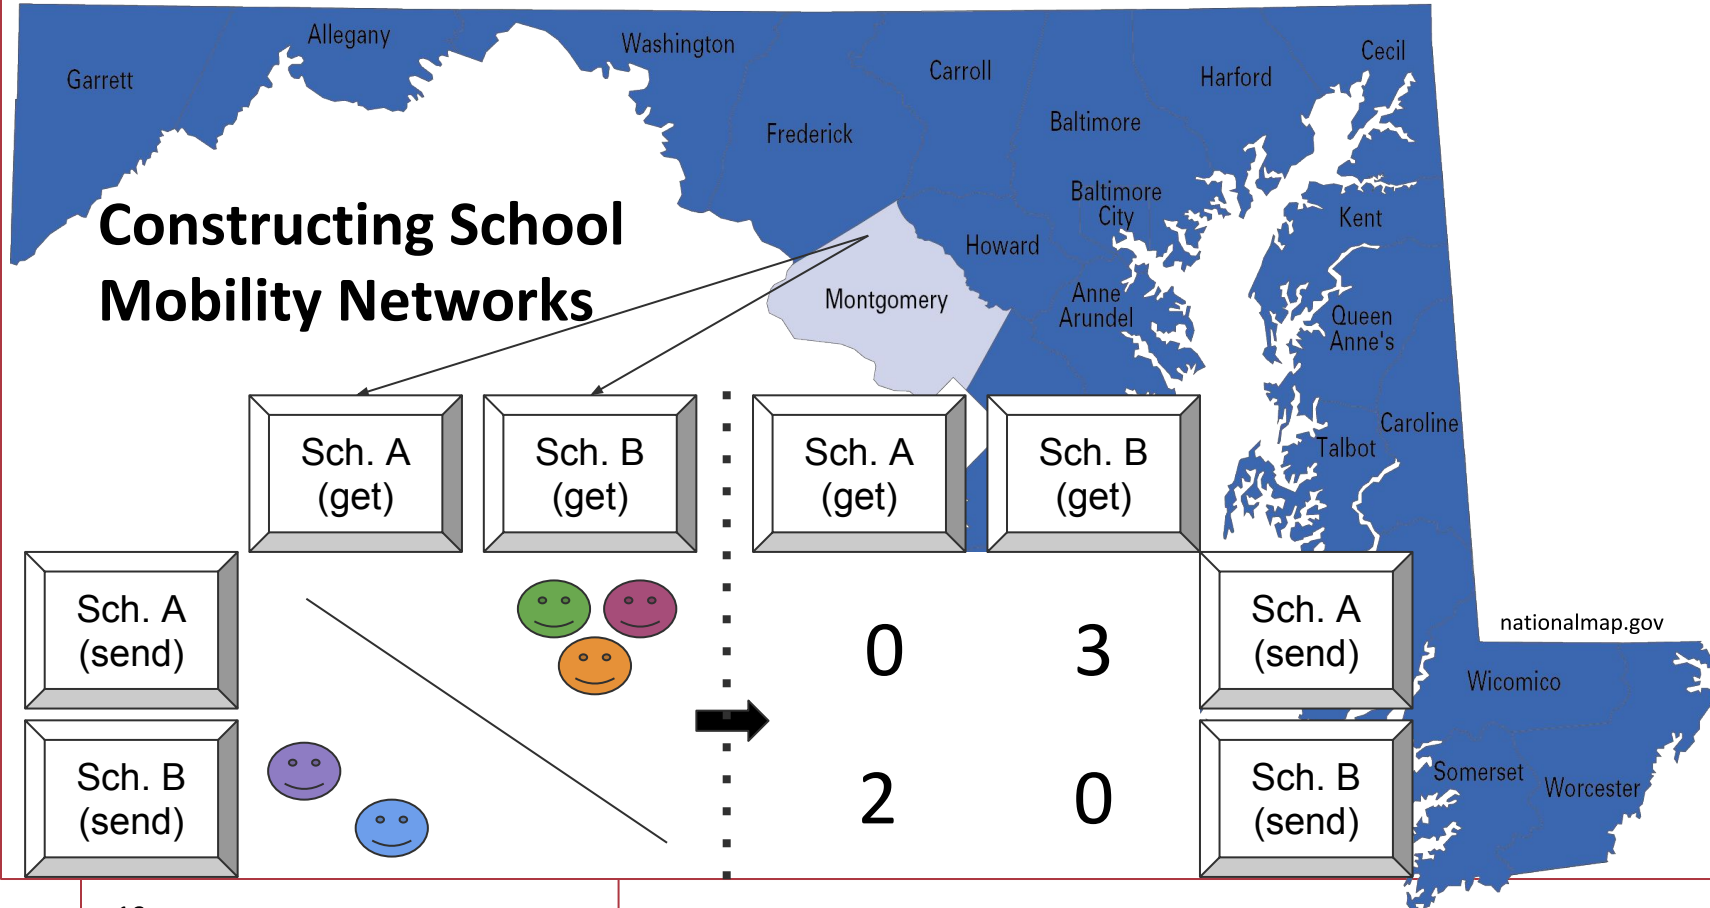 Garrett
Allegany
Washington
Frederick
Carroll
Baltimore
Harford
Cecil
Baltimore
City
Howard
Kent
Montgomery
Anne
Arundel
Queen
Anne's
Caroline
Talbot
Wicomico
Somerset
Worcester
Constructing School
Mobility Networks
Sch. A
(get)
Sch. B
(get)
Sch. A
(get)
Sch. B
(get)
Sch. A
(send)
0 3
Sch. A
(send)
Sch. B
(send)
2 0
Sch. B
(send)
nationalmap.gov